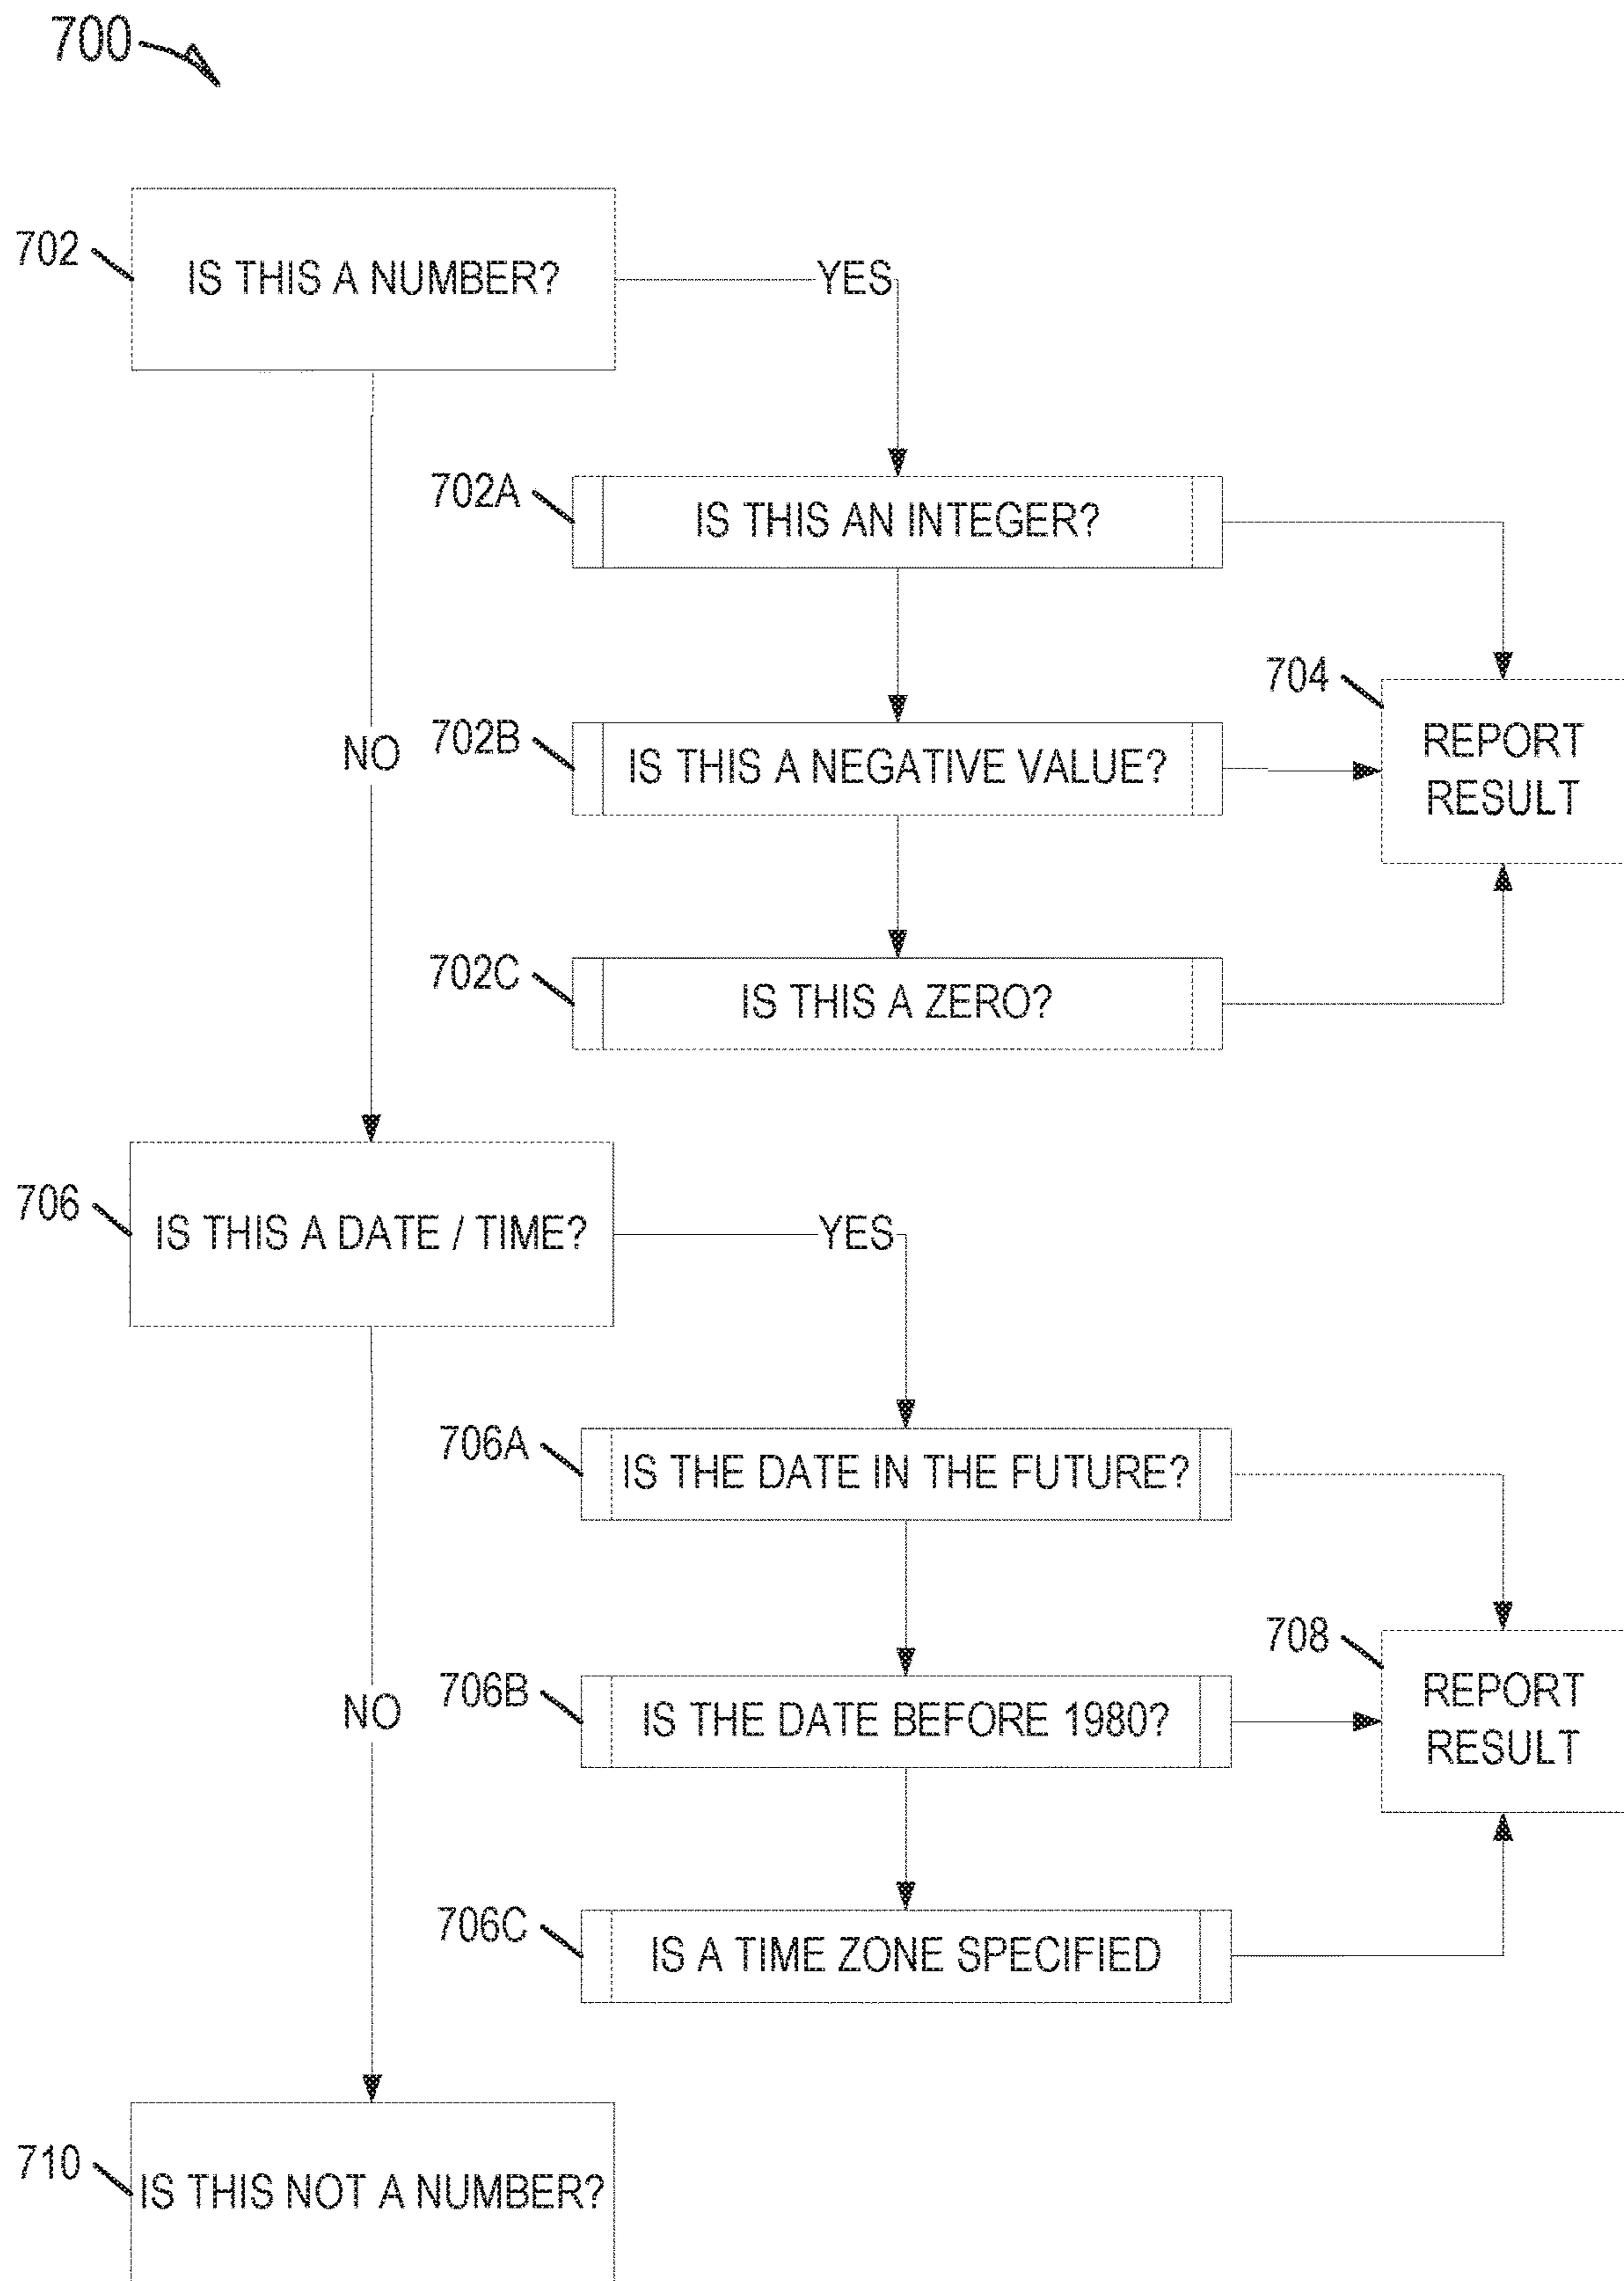 700
702
IS THIS A NUMBER?
YES
702A
IS THIS AN INTEGER?
704
REPORT
RESULT
NO
702B
IS THIS A NEGATIVE VALUE?
702C
IS THIS A ZERO?
706
IS THIS A DATE / TIME?
YES
706A
IS THE DATE IN THE FUTURE?
708
REPORT
RESULT
NO
706B
IS THE DATE BEFORE 1980?
706C
IS A TIME ZONE SPECIFIED
710
IS THIS NOT A NUMBER?